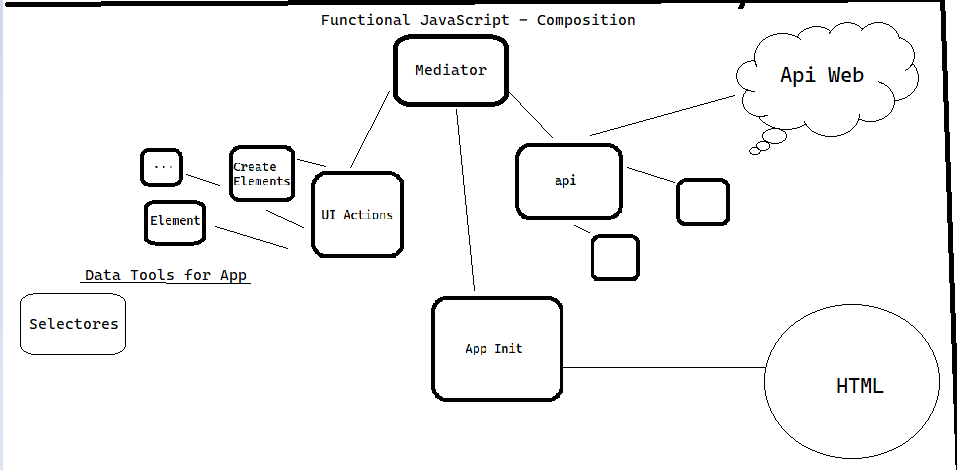 Functional JavaScript - Composition
Mediator
Api Web
...
Create
Elements
api
Element
UI Actions
Data Tools for App
Selectores
App Init
HTML